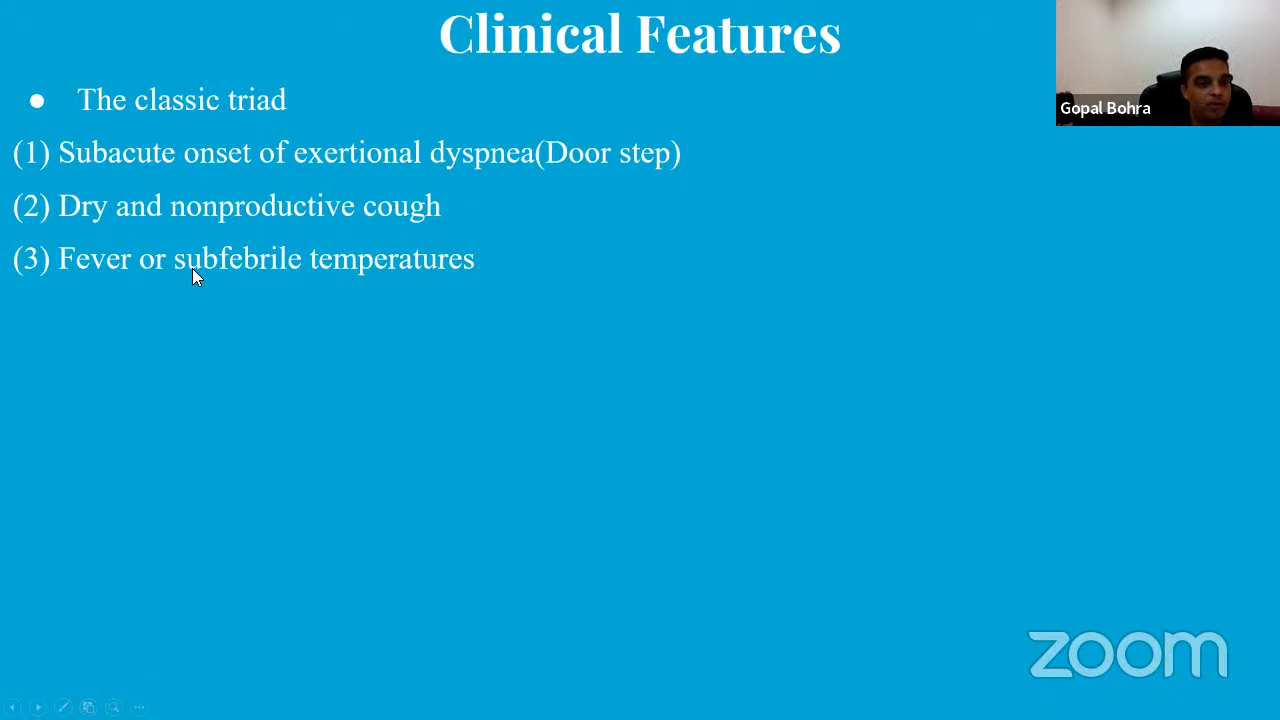 Clinical Features
Gopal Bohra
● The classic triad
(1) Subacute onset of exertional dyspnea(Door step)
(2) Dry and nonproductive cough
(3) Fever or subfebrile temperatures
zoom